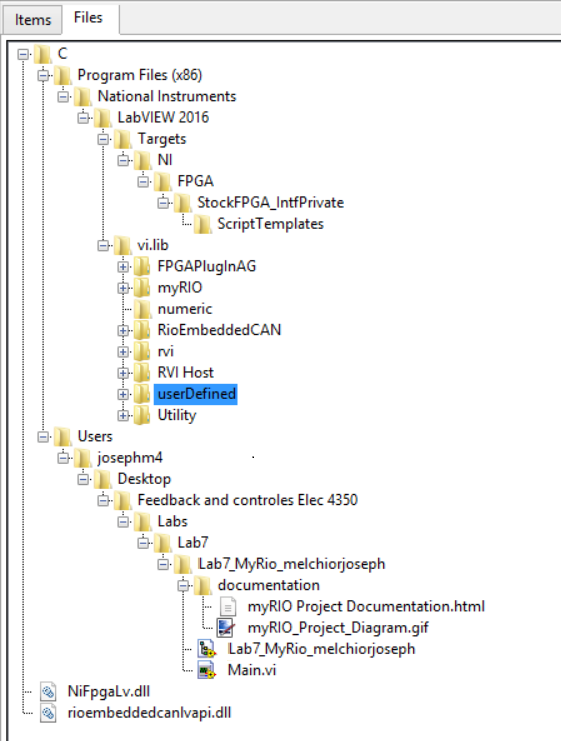 Items Files
C
Program Files (x86)
National Instruments
LabVIEW 2016
Targets
NI
FPGA
StockFPGA_IntfPrivate
ScriptTemplates
vi.lib
FPGAPlugInAG
myRIO
numeric
RioEmbeddedCAN
rvi
RVI Host
userDefined
Utility
Users
josephm4
Desktop
Feedback and controles Elec 4350
Labs
Lab7
Lab7_MyRio_melchiorjoseph
documentation
myRIO Project Documentation.html
myRIO_Project_Diagram.gif
Lab7_MyRio_melchiorjoseph
Main.vi
NiFpgaLv.dll
rioembeddedcanlvapi.dll